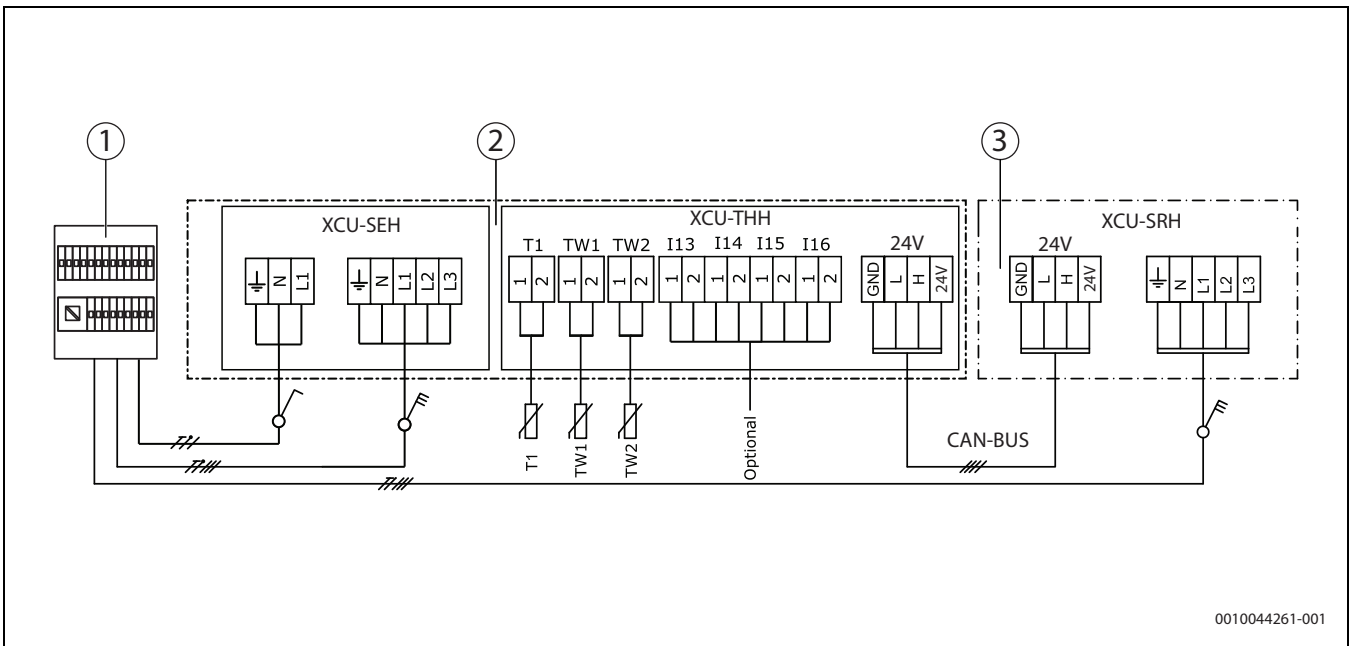 1
2
3
XCU-SEH
XCU-THH
XCU-SRH
T1 TW1 TW2 I13 I14 I15 I16 24V
24V
N L1
N L1 L2 L3
1 2 1 2 1 2 1 2 1 2 1 2 1 2
GND L H 24V
GND L H 24V
N L1 L2 L3
T1
TW1
TW2
Optional
CAN-BUS
0010044261-001